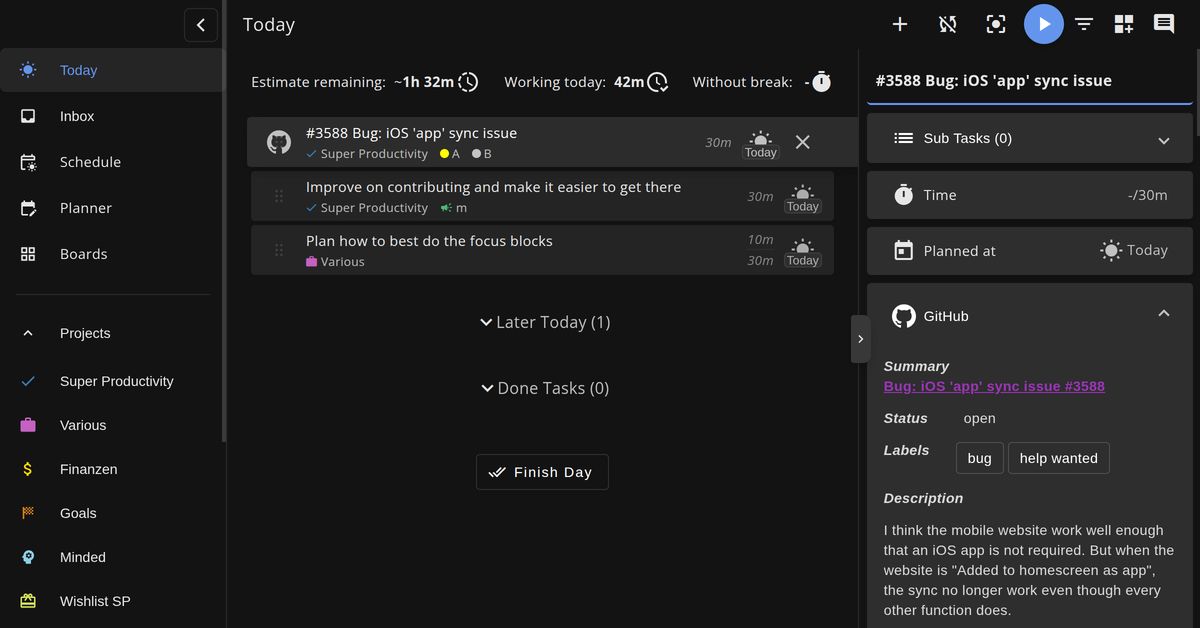 Today
Inbox
Schedule
Planner
Boards
Projects
Super Productivity
Various
Finanzen
Goals
Minded
Wishlist SP
Today
Estimate remaining: ~1h 32m Working today: 42m Without break: -
#3588 Bug: iOS 'app' sync issue
30m
Super Productivity A B
Today
Improve on contributing and make it easier to get there
30m
Super Productivity m
Today
Plan how to best do the focus blocks
10m
Various
30m
Today
Later Today (1)
Done Tasks (0)
Finish Day
#3588 Bug: iOS 'app' sync issue
Sub Tasks (0)
Time -/30m
Planned at Today
GitHub
Summary
Bug: iOS 'app' sync issue #3588
Status open
Labels bug help wanted
Description
I think the mobile website work well enough
that an iOS app is not required. But when the
website is "Added to homescreen as app",
the sync no longer work even though every
other function does.